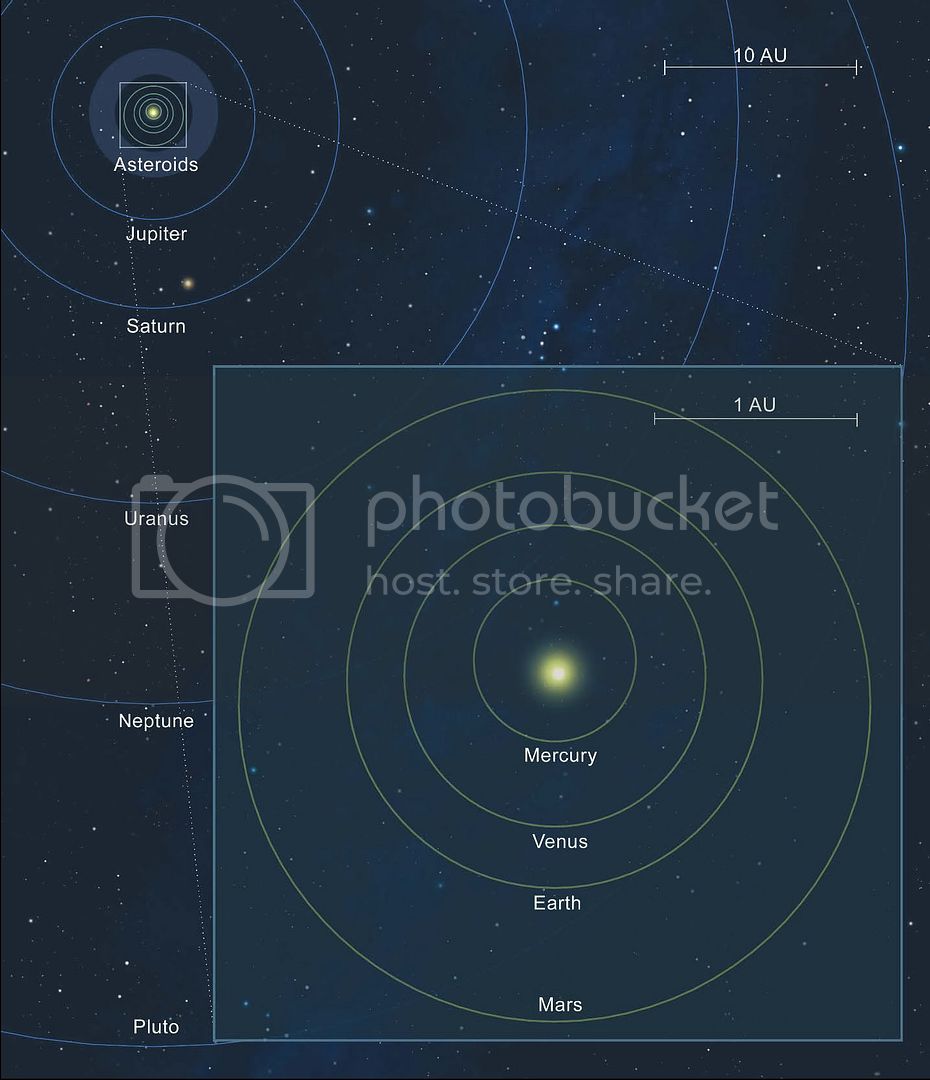 10 AU
Asteroids
Jupiter
Saturn
1 AU
photobucket
Uranus
host. store. share.
Neptune
Mercury
Venus
Earth
Mars
Pluto